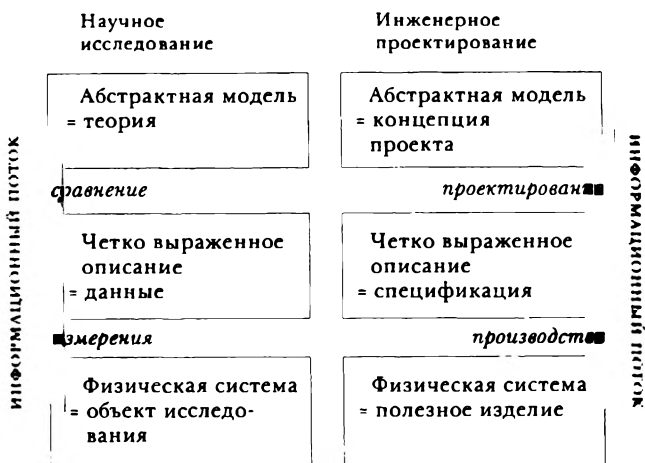 Научное
исследование
Инженерное
проектирование
Абстрактная модель
= теория
Абстрактная модель
= концепция
проекта
ИНФОРМАЦИОННЫЙ ПОТОК
ИНФОРМАЦИОННЫЙ ПОТОК
сравнение
Четко выраженное
описание
= данные
Четко выраженное
описание
= спецификация
Физическая система
= объект исследо-
вания
Физическая система
= полезное изделие